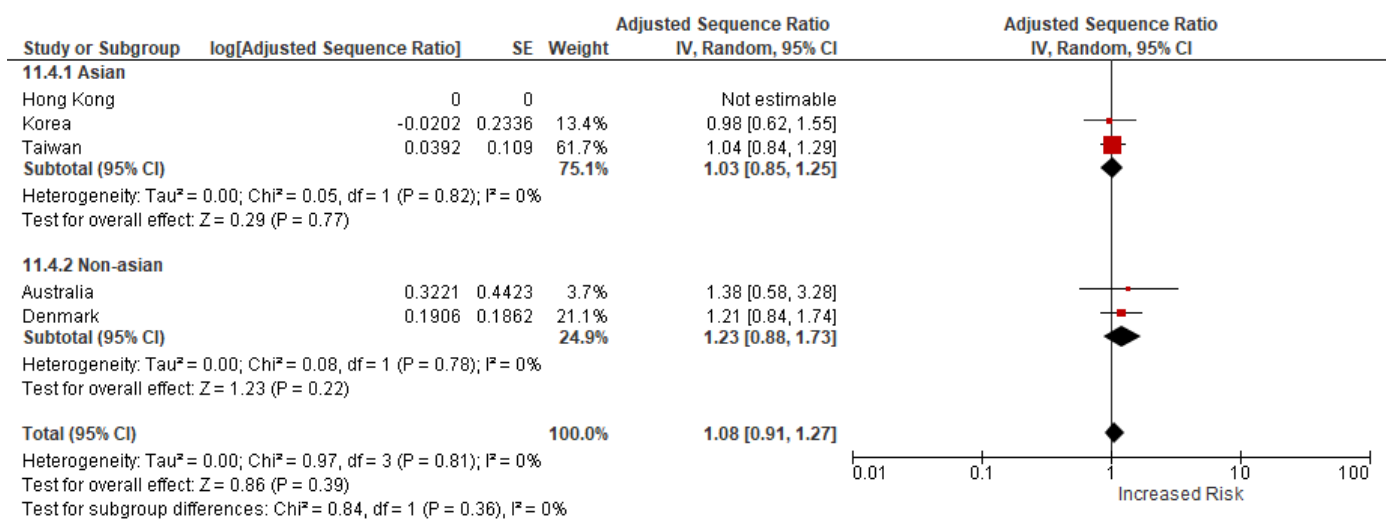 Adjusted Sequence Ratio Adjusted Sequence Ratio
Study or Subgroup log[Adjusted Sequence Ratio] SE Weight IV, Random, 95% CI IV, Random, 95% CI
11.4.1 Asian
Hong Kong 0 0 Not estimable
Korea -0.0202 0.2336 13.4% 0.98 [0.62, 1.55]
Taiwan 0.0392 0.109 61.7% 1.04 [0.84, 1.29]
Subtotal (95% CI) 75.1% 1.03 [0.85, 1.25]
Heterogeneity: Tau² = 0.00; Chi² = 0.05, df = 1 (P = 0.82); I² = 0%
Test for overall effect: Z = 0.29 (P = 0.77)
11.4.2 Non-asian
Australia 0.3221 0.4423 3.7% 1.38 [0.58, 3.28]
Denmark 0.1906 0.1862 21.1% 1.21 [0.84, 1.74]
Subtotal (95% CI) 24.9% 1.23 [0.88, 1.73]
Heterogeneity: Tau² = 0.00; Chi² = 0.08, df = 1 (P = 0.78); I² = 0%
Test for overall effect: Z = 1.23 (P = 0.22)
Total (95% CI) 100.0% 1.08 [0.91, 1.27]
Heterogeneity: Tau² = 0.00; Chi² = 0.97, df = 3 (P = 0.81); I² = 0%
Test for overall effect: Z = 0.86 (P = 0.39)
Test for subgroup differences: Chi² = 0.84, df = 1 (P = 0.36), I² = 0%
0.01 0.1 1 10 100
Increased Risk